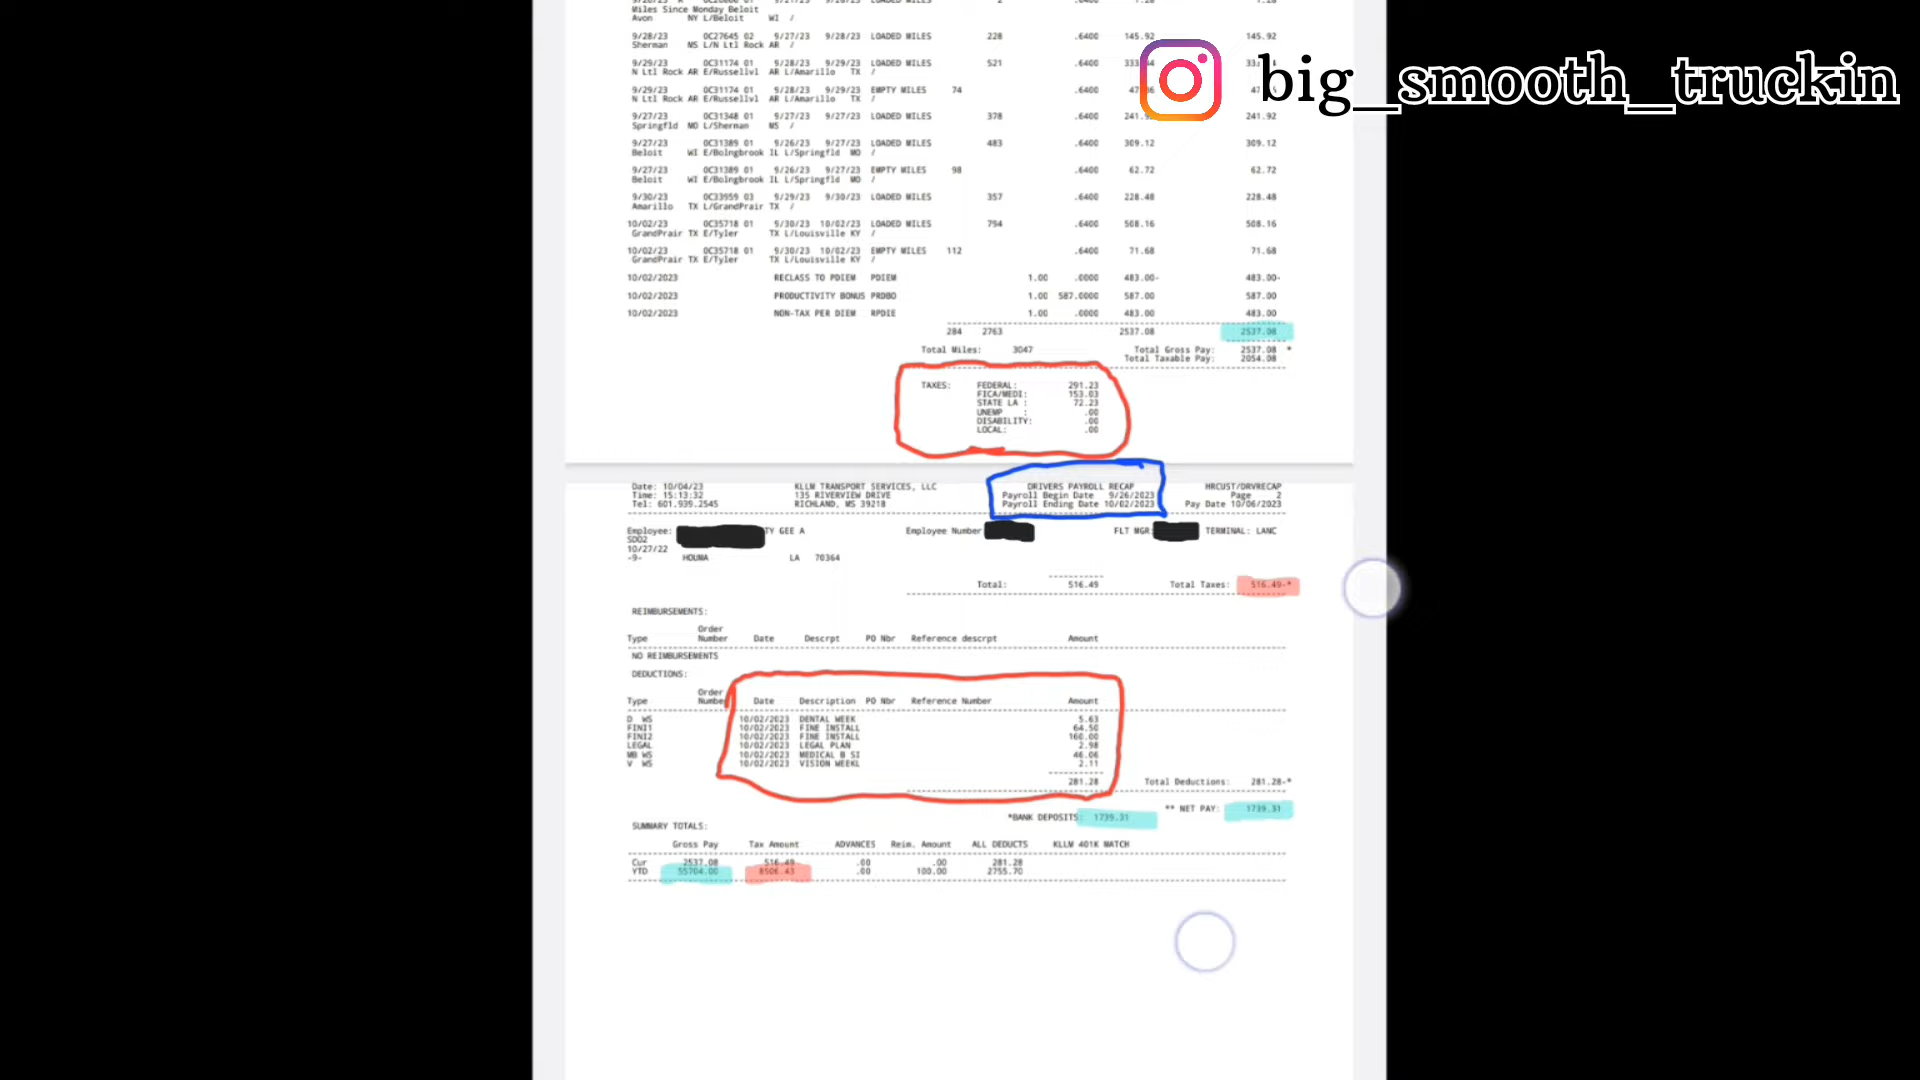 Miles Since Monday Beloit
Avon NY L/Beloit WI /
9/28/23 0C27645 02 9/27/23 9/28/23 LOADED MILES 228 .6400 145.92 145.92
Sherman MS L/N Ltl Rock AR /
9/29/23 0C31174 01 9/28/23 9/29/23 LOADED MILES 521 .6400
N Ltl Rock AR E/Russellvl AR L/Amarillo TX /
9/29/23 0C31174 01 9/28/23 9/29/23 EMPTY MILES 74 .6400
N Ltl Rock AR E/Russellvl AR L/Amarillo TX /
9/27/23 0C31348 01 9/27/23 9/27/23 LOADED MILES 378 .6400 241.92 241.92
Springfld MO L/Sherman MS /
9/27/23 0C31389 01 9/26/23 9/27/23 LOADED MILES 483 .6400 309.12 309.12
Beloit WI E/Bolngbrook IL L/Springfld MO /
9/27/23 0C31389 01 9/26/23 9/27/23 EMPTY MILES 98 .6400 62.72 62.72
Beloit WI E/Bolngbrook IL L/Springfld MO /
9/30/23 0C33959 03 9/29/23 9/30/23 LOADED MILES 357 .6400 228.48 228.48
Amarillo TX L/GrandPrair TX /
10/02/23 0C35718 01 9/30/23 10/02/23 LOADED MILES 794 .6400 508.16 508.16
GrandPrair TX E/Tyler TX L/Louisville KY /
10/02/23 0C35718 01 9/30/23 10/02/23 EMPTY MILES 112 .6400 71.68 71.68
GrandPrair TX E/Tyler TX L/Louisville KY /
10/02/2023 RECLASS TO PDIEM PDIEM 1.00 .0000 483.00- 483.00-
10/02/2023 PRODUCTIVITY BONUS PRDBO 1.00 587.0000 587.00 587.00
10/02/2023 NON-TAX PER DIEM RPDIE 1.00 .0000 483.00 483.00
284 2763 2537.08 2537.08
Total Miles: 3047 Total Gross Pay: 2537.08 *
Total Taxable Pay: 2054.08
TAXES: FEDERAL: 291.23
FICA/MEDI: 153.03
STATE LA : 72.23
UNEMP : .00
DISABILITY: .00
LOCAL: .00
Date: 10/04/23 KLLM TRANSPORT SERVICES, LLC DRIVERS PAYROLL RECAP HRCUST/DRVRECAP
Time: 15:13:32 135 RIVERVIEW DRIVE Payroll Begin Date 9/26/2023 Page 2
Tel: 601.939.2545 RICHLAND, MS 39218 Payroll Ending Date 10/02/2023 Pay Date 10/06/2023
Employee: TY GEE A Employee Number FLT MGR: TERMINAL: LANC
SDO2
10/27/22
-9- HOUMA LA 70364
Total: 516.49 Total Taxes: 516.49-*
REIMBURSEMENTS:
Order
Type Number Date Descrpt PO Nbr Reference descrpt Amount
NO REIMBURSEMENTS
DEDUCTIONS:
Order
Type Number Date Description PO Nbr Reference Number Amount
D WS 10/02/2023 DENTAL WEEK 5.63
FINI1 10/02/2023 FINE INSTALL 64.50
FINI2 10/02/2023 FINE INSTALL 160.00
LEGAL 10/02/2023 LEGAL PLAN 2.98
MB WS 10/02/2023 MEDICAL B SI 46.06
V WS 10/02/2023 VISION WEEKL 2.11
281.28 Total Deductions: 281.28-*
** NET PAY: 1739.31
*BANK DEPOSITS: 1739.31
SUMMARY TOTALS:
Gross Pay Tax Amount ADVANCES Reim. Amount ALL DEDUCTS KLLM 401K MATCH
Cur 2537.08 516.49 .00 .00 281.28
YTD 55704.00 8506.43 .00 100.00 2755.70
big_smooth_truckin